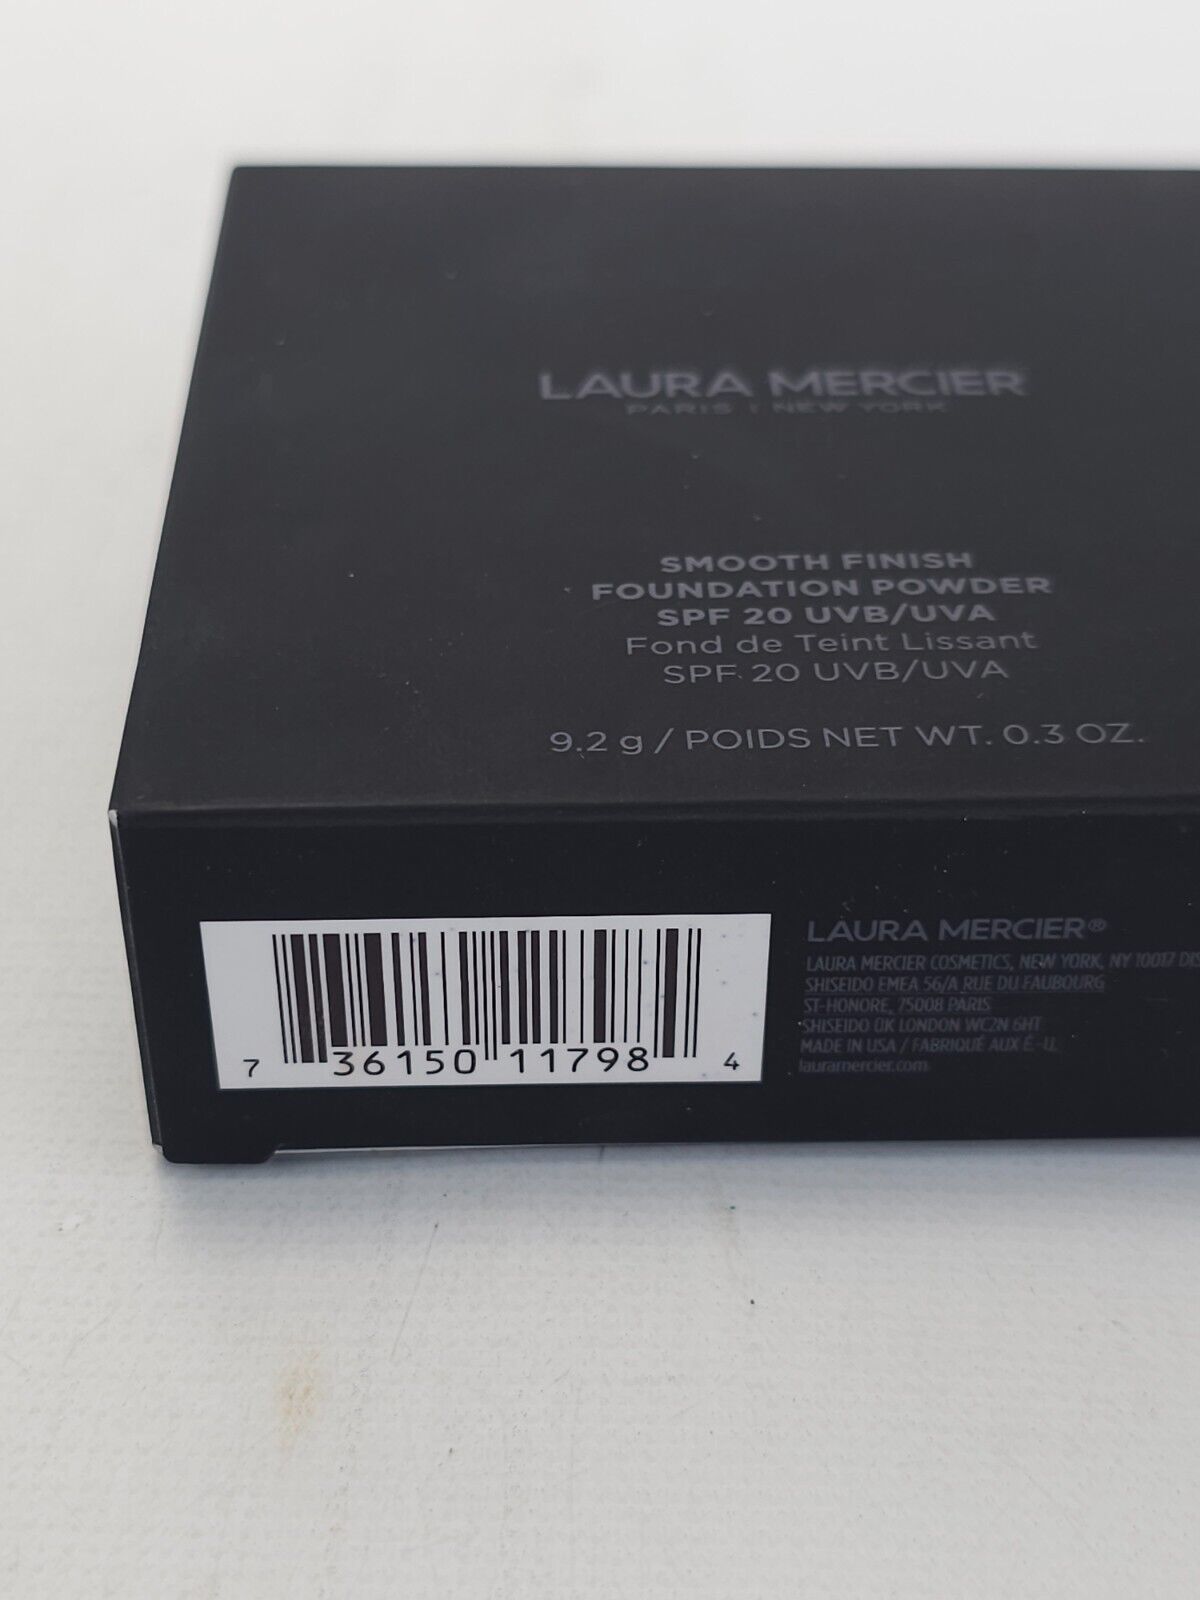 LAURA MERCIER
PARIS | NEW YORK
SMOOTH FINISH
FOUNDATION POWDER
SPF 20 UVB/UVA
Fond de Teint Lissant
SPF 20 UVB/UVA
9.2 g / POIDS NET WT. 0.3 OZ.
7 36150 11798 4
LAURA MERCIER®
LAURA MERCIER COSMETICS, NEW YORK, NY 10017 DIS
SHISEIDO EMEA 56/A RUE DU FAUBOURG
ST-HONORE, 75008 PARIS
SHISEIDO UK LONDON WC2N 6HT
MADE IN USA / FABRIQUÉ AUX É.-U.
lauramercier.com